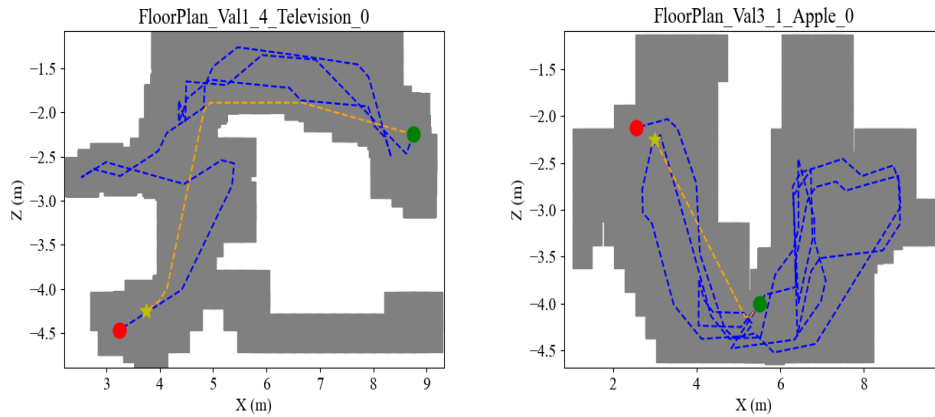 FloorPlan_Val1_4_Television_0
−1.5
−2.0
−2.5
−3.0
−3.5
−4.0
−4.5
Z (m)
3 4 5 6 7 8 9
X (m)
FloorPlan_Val3_1_Apple_0
−1.5
−2.0
−2.5
−3.0
−3.5
−4.0
−4.5
Z (m)
2 4 6 8
X (m)